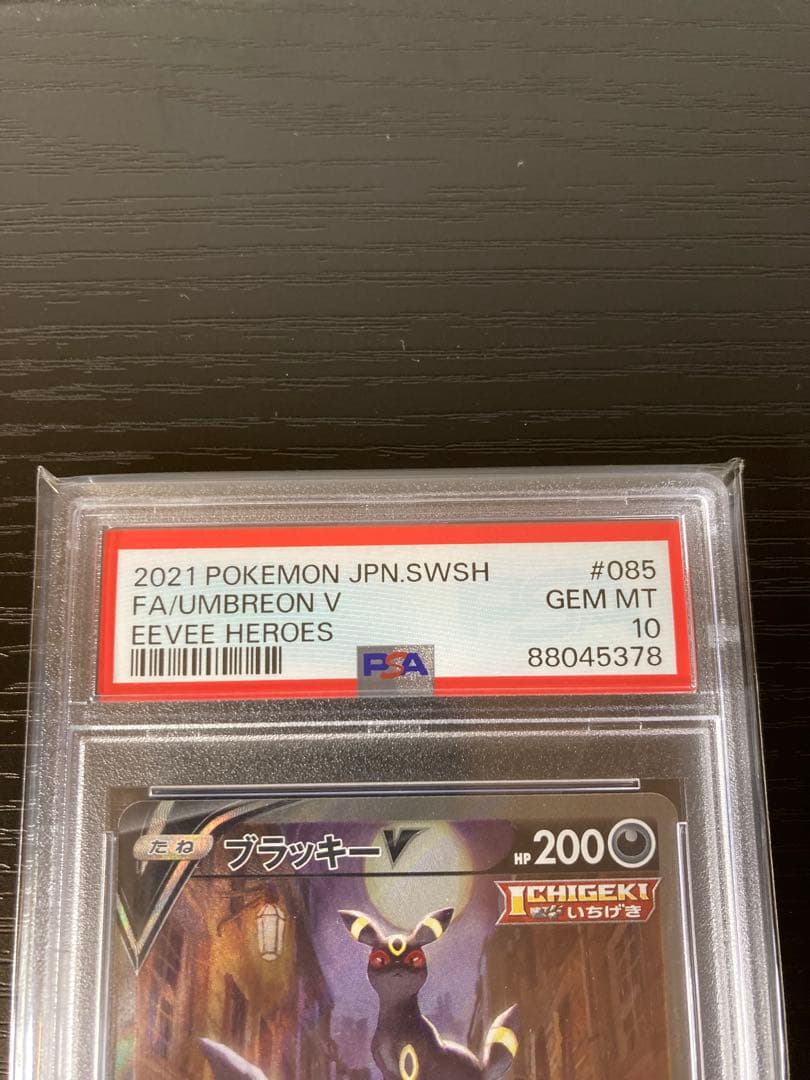 2021 POKEMON JPN.SWSH #085
FA/UMBREON V GEM MT
EEVEE HEROES 10
PSA 88045378
たね ブラッキーV HP 200
ICHIGEKI
いちげき